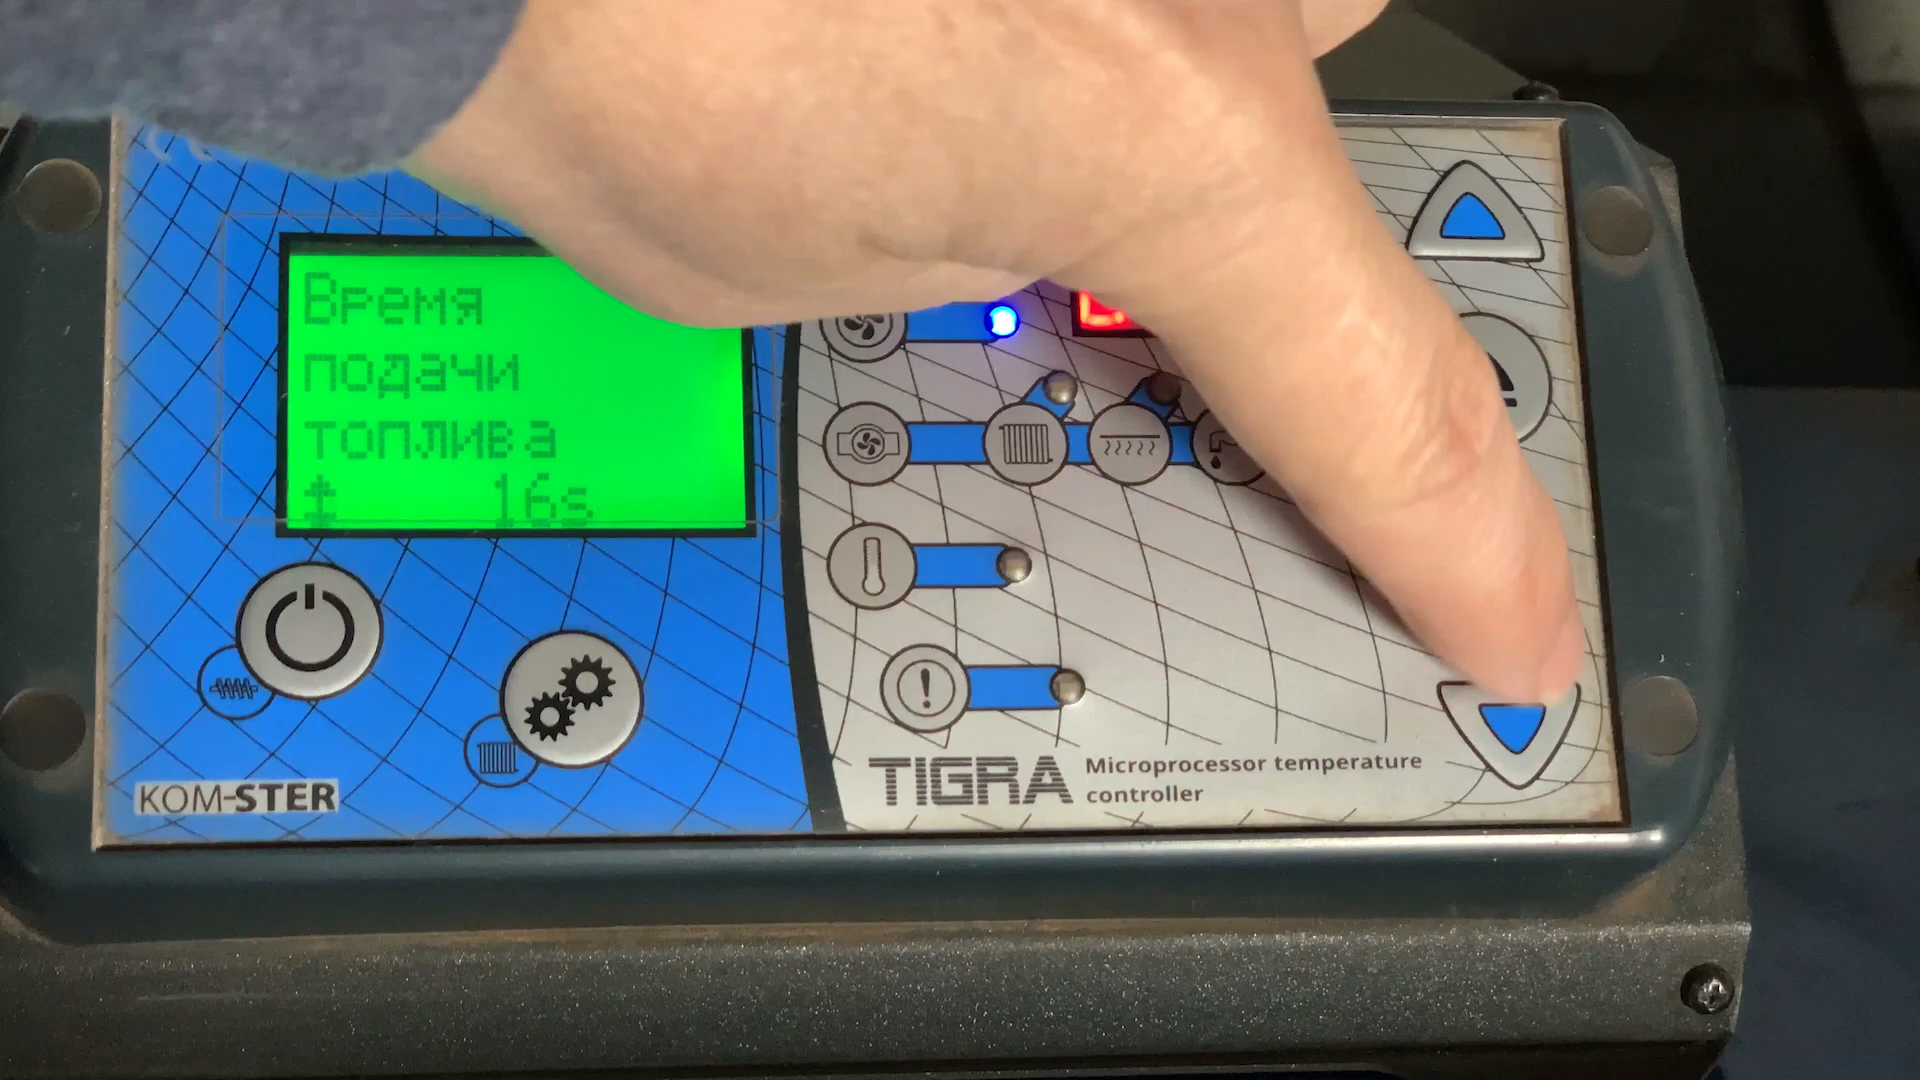 Время
подачи
топлива
16s
KOM-STER
TIGRA
Microprocessor temperature
controller